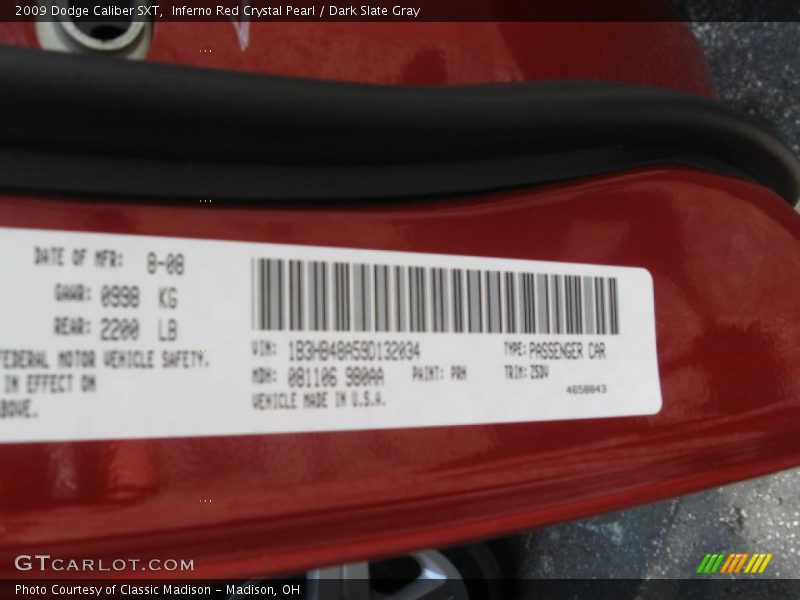 2009 Dodge Caliber SXT,  Inferno Red Crystal Pearl / Dark Slate Gray
DATE OF MFR: 8-08
GAWR: 0998 KG
REAR: 2200 LB
FEDERAL MOTOR VEHICLE SAFETY.
IN EFFECT ON
ABOVE.
VIN: 1B3HB48A59D132034
TYPE: PASSENGER CAR
MDH: 081106 980AA
PAINT: PRH
TRIM: Z5DV
VEHICLE MADE IN U.S.A.
4658843
GTCARLOT.COM
Photo Courtesy of Classic Madison – Madison, OH